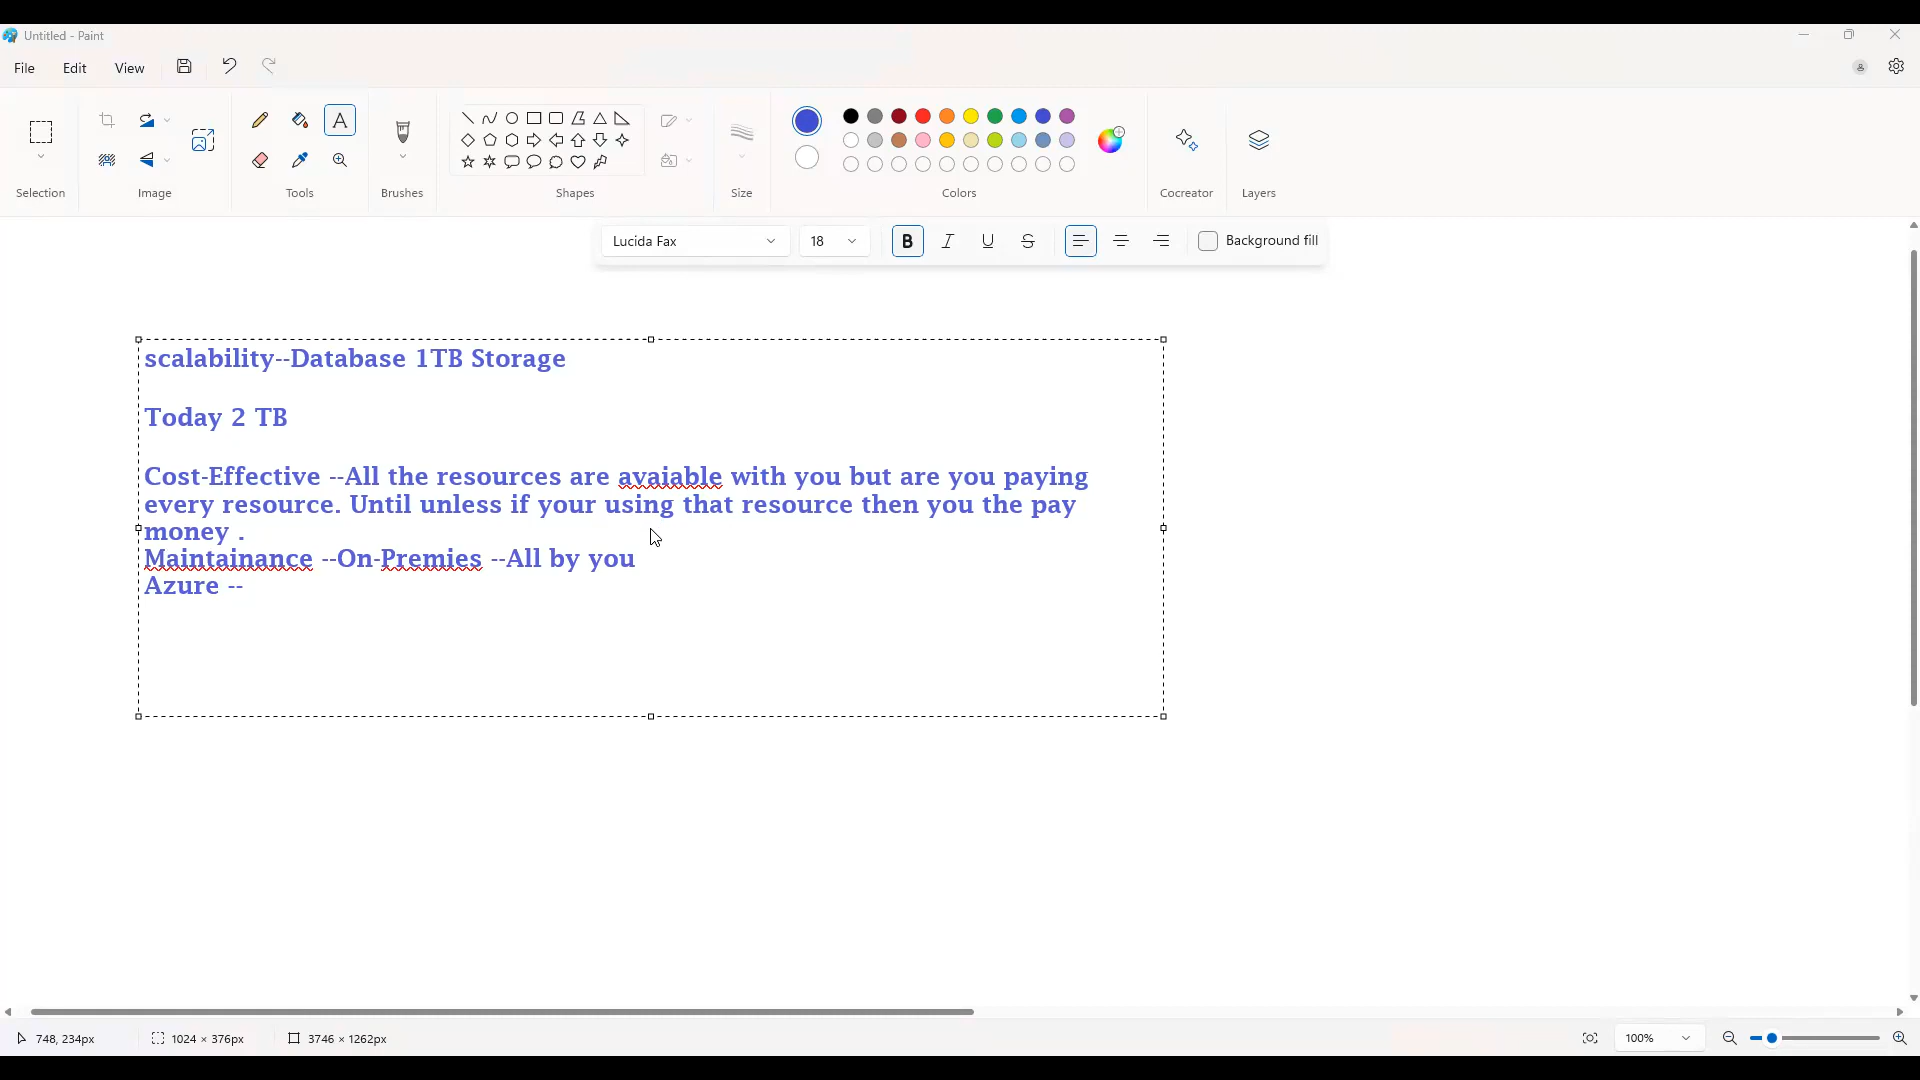 Untitled - Paint
File Edit View
Selection Image Tools Brushes Shapes Size Colors Cocreator Layers
Lucida Fax 18 B I U S Background fill
scalability--Database 1TB Storage
Today 2 TB
Cost-Effective --All the resources are avaiable with you but are you paying
every resource. Until unless if your using that resource then you the pay
money .
Maintainance --On-Premies --All by you
Azure --
748, 234px 1024 × 376px 3746 × 1262px 100%